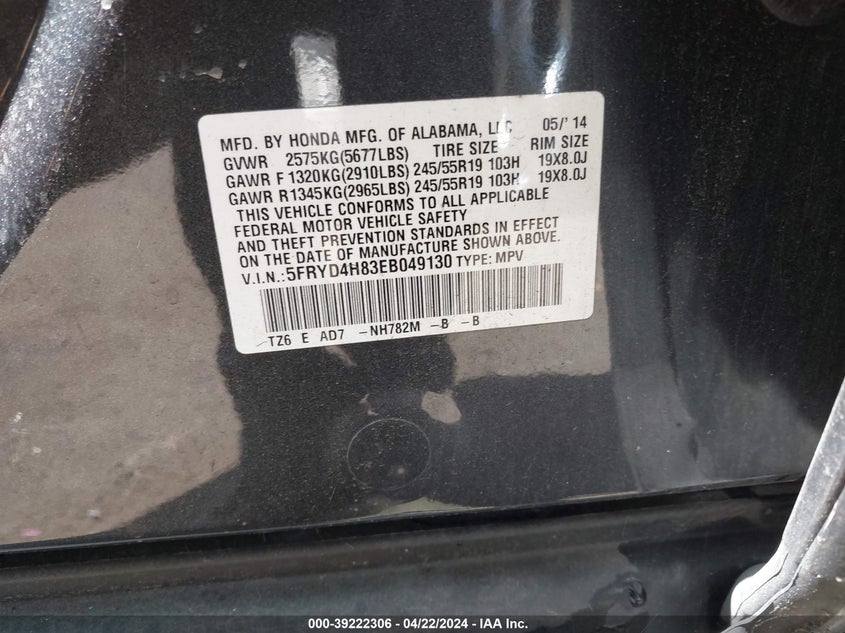 MFD. BY HONDA MFG. OF ALABAMA, LLC 05/'14
GVWR 2575KG(5677LBS) TIRE SIZE RIM SIZE
GAWR F 1320KG(2910LBS) 245/55R19 103H 19X8.0J
GAWR R1345KG(2965LBS) 245/55R19 103H 19X8.0J
THIS VEHICLE CONFORMS TO ALL APPLICABLE
FEDERAL MOTOR VEHICLE SAFETY
AND THEFT PREVENTION STANDARDS IN EFFECT
ON THE DATE OF MANUFACTURE SHOWN ABOVE.
V.I.N.:5FRYD4H83EB049130 TYPE: MPV
TZ6 E AD7 -NH782M -B -B
000-39222306 - 04/22/2024 - IAA Inc.